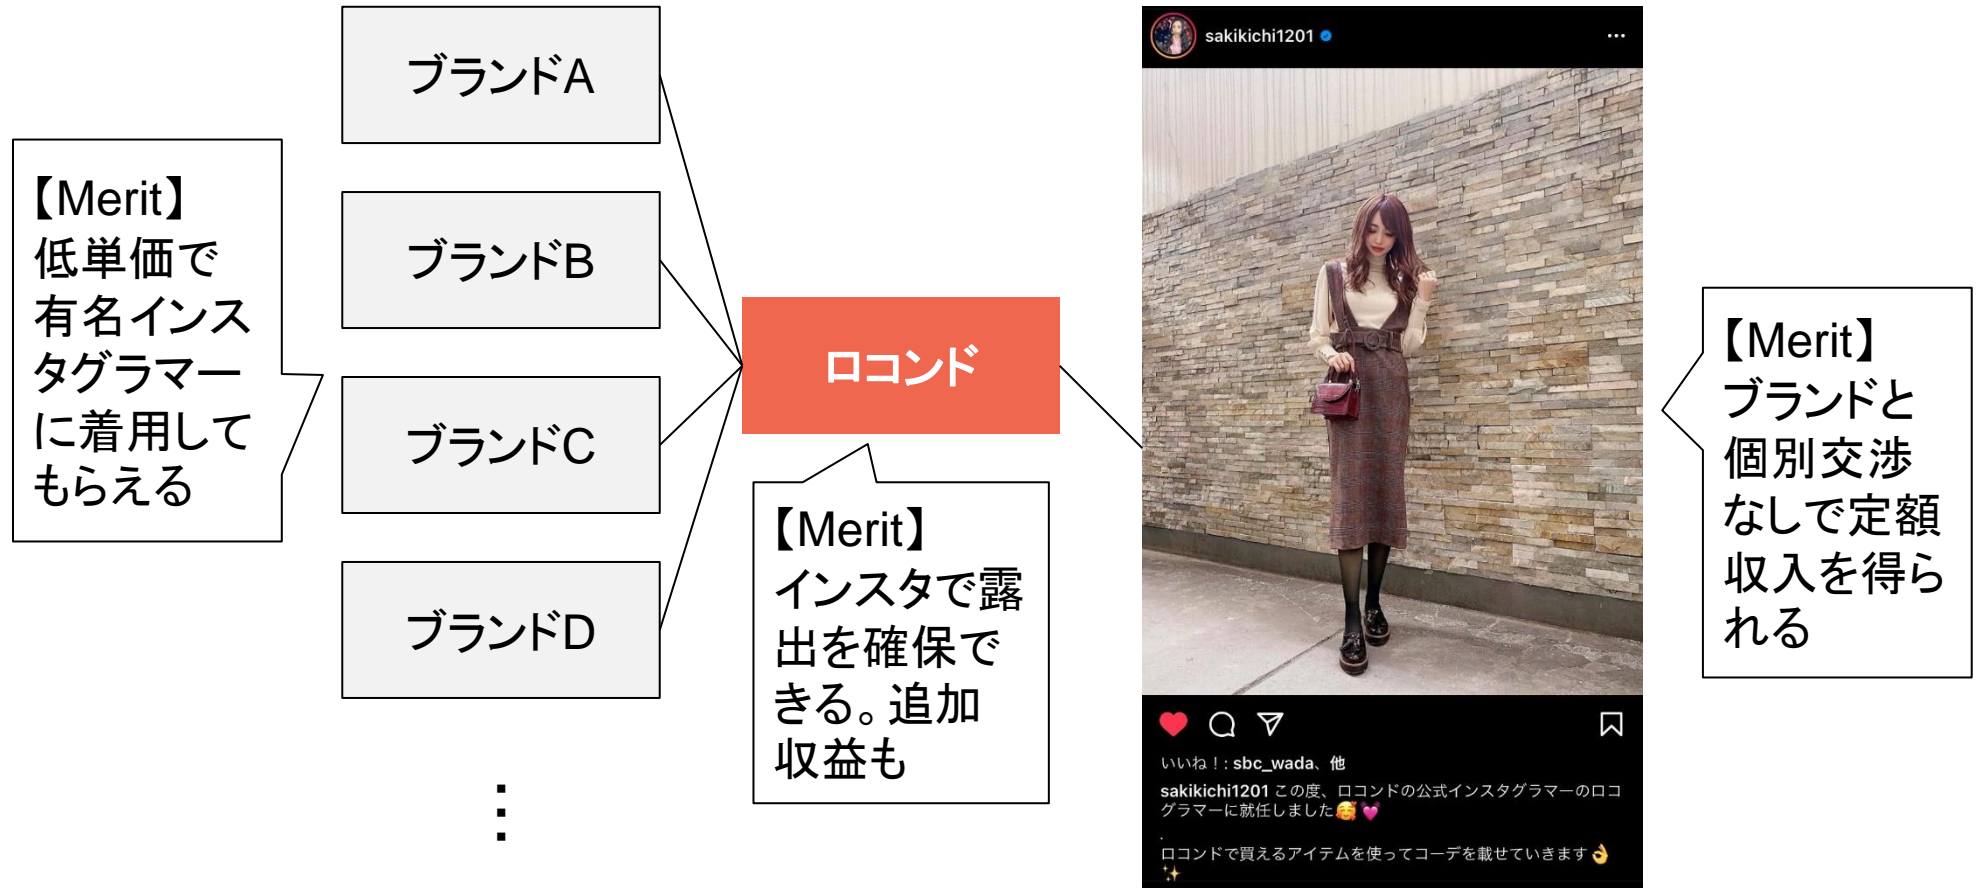 ブランドA
ブランドB
ブランドC
ブランドD
⋮
【Merit】
低単価で
有名インス
タグラマー
に着用して
もらえる
ロコンド
【Merit】
インスタで露
出を確保で
きる。追加
収益も
sakikichi1201
いいね！: sbc_wada、他
sakikichi1201 この度、ロコンドの公式インスタグラマーのロコ
グラマーに就任しました🥰💓
.
ロコンドで買えるアイテムを使ってコーデを載せていきます👌
✨
【Merit】
ブランドと
個別交渉
なしで定額
収入を得ら
れる